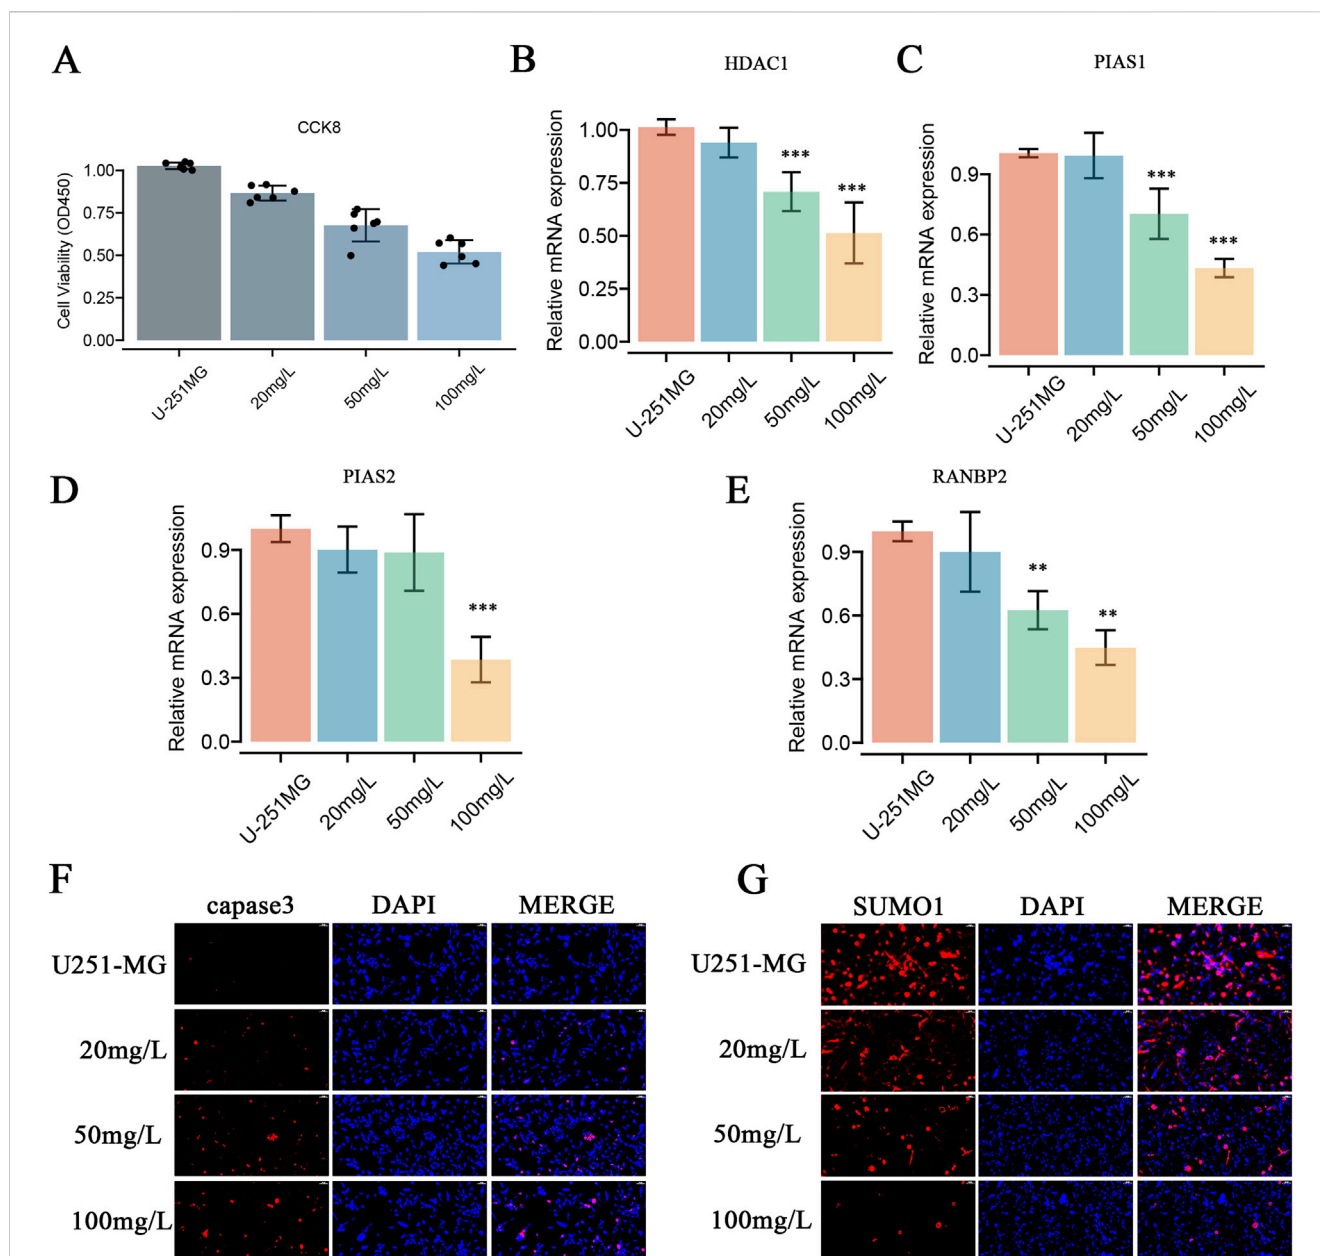 A
CCK8
Cell Viability (OD450)
1.00
0.75
0.50
0.25
0.00
U-251MG
20mg/L
50mg/L
100mg/L
B
HDAC1
Relative mRNA expression
1.00
0.75
0.50
0.25
0.00
***
***
U-251MG
20mg/L
50mg/L
100mg/L
C
PIAS1
Relative mRNA expression
0.9
0.6
0.3
0.0
***
***
U-251MG
20mg/L
50mg/L
100mg/L
D
PIAS2
Relative mRNA expression
0.9
0.6
0.3
0.0
***
U-251MG
20mg/L
50mg/L
100mg/L
E
RANBP2
Relative mRNA expression
0.9
0.6
0.3
0.0
**
**
U-251MG
20mg/L
50mg/L
100mg/L
F
capase3 DAPI MERGE
U251-MG
20mg/L
50mg/L
100mg/L
G
SUMO1 DAPI MERGE
U251-MG
20mg/L
50mg/L
100mg/L